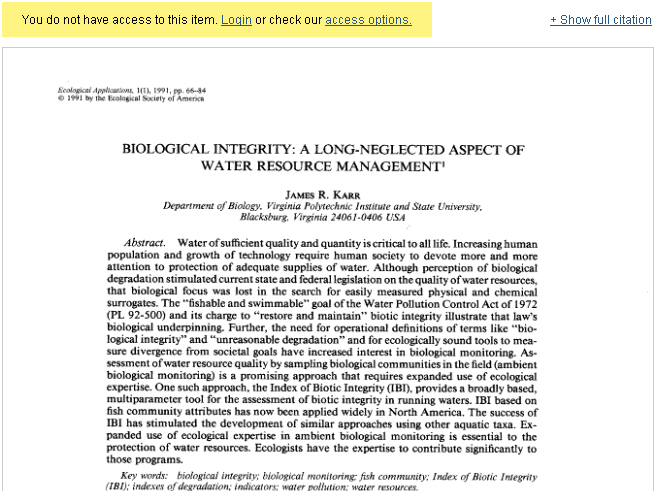 You do not have access to this item. Login or check our access options.
+ Show full citation
Ecological Applications, 1(1), 1991, pp. 66–84
© 1991 by the Ecological Society of America
BIOLOGICAL INTEGRITY: A LONG-NEGLECTED ASPECT OF
WATER RESOURCE MANAGEMENT¹
JAMES R. KARR
Department of Biology, Virginia Polytechnic Institute and State University,
Blacksburg, Virginia 24061-0406 USA
Abstract. Water of sufficient quality and quantity is critical to all life. Increasing human
population and growth of technology require human society to devote more and more
attention to protection of adequate supplies of water. Although perception of biological
degradation stimulated current state and federal legislation on the quality of water resources,
that biological focus was lost in the search for easily measured physical and chemical
surrogates. The "fishable and swimmable" goal of the Water Pollution Control Act of 1972
(PL 92-500) and its charge to "restore and maintain" biotic integrity illustrate that law's
biological underpinning. Further, the need for operational definitions of terms like "bio-
logical integrity" and "unreasonable degradation" and for ecologically sound tools to mea-
sure divergence from societal goals have increased interest in biological monitoring. As-
sessment of water resource quality by sampling biological communities in the field (ambient
biological monitoring) is a promising approach that requires expanded use of ecological
expertise. One such approach, the Index of Biotic Integrity (IBI), provides a broadly based,
multiparameter tool for the assessment of biotic integrity in running waters. IBI based on
fish community attributes has now been applied widely in North America. The success of
IBI has stimulated the development of similar approaches using other aquatic taxa. Ex-
panded use of ecological expertise in ambient biological monitoring is essential to the
protection of water resources. Ecologists have the expertise to contribute significantly to
those programs.
Key words: biological integrity; biological monitoring; fish community; Index of Biotic Integrity
(IBI); indexes of degradation; indicators; water pollution; water resources.